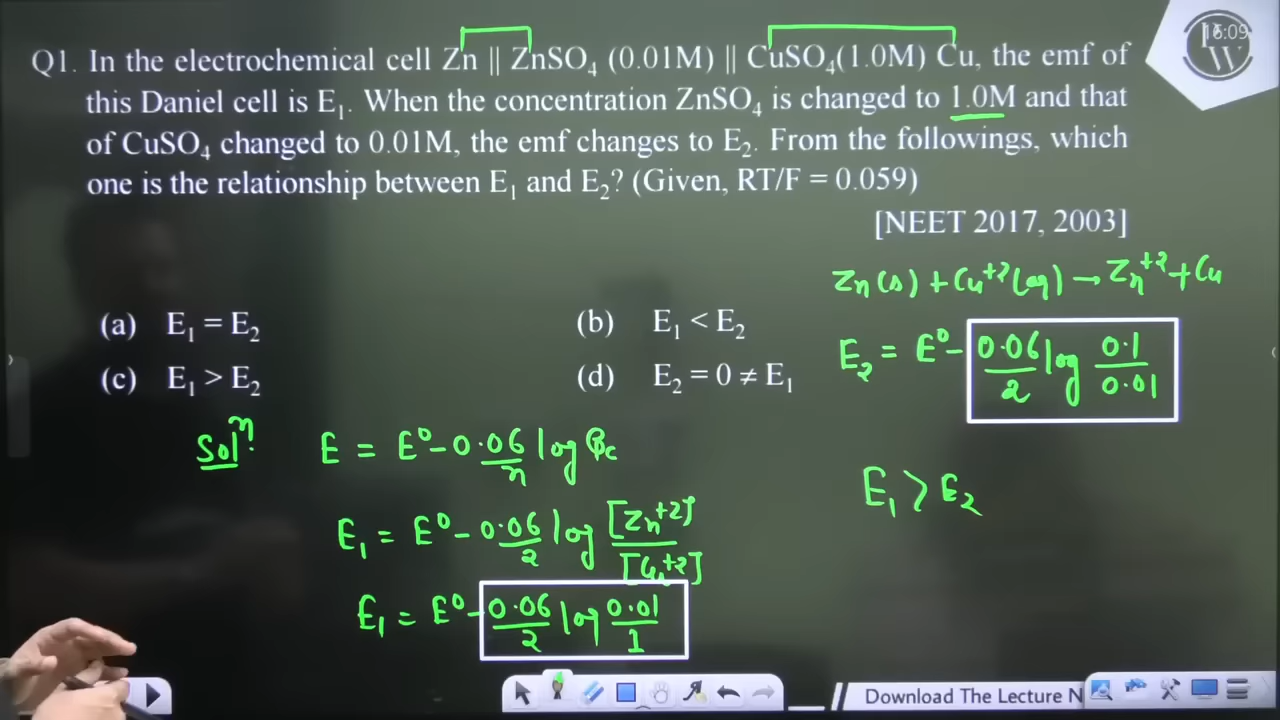 16:09
W
Q1. In the electrochemical cell Zn || ZnSO₄ (0.01M) || CuSO₄(1.0M) Cu, the emf of
this Daniel cell is E₁. When the concentration ZnSO₄ is changed to 1.0M and that
of CuSO₄ changed to 0.01M, the emf changes to E₂. From the followings, which
one is the relationship between E₁ and E₂? (Given, RT/F = 0.059)
[NEET 2017, 2003]
Zn(s) + Cu⁺²(aq) → Zn⁺² + Cu
(a) E₁ = E₂ (b) E₁ < E₂
(c) E₁ > E₂ (d) E₂ = 0 ≠ E₁
E₂ = E⁰ - 0.06/2 log 0.1/0.01
Solⁿ. E = E⁰ - 0.06/n log Qc
E₁ > E₂
E₁ = E⁰ - 0.06/2 log [Zn⁺²]/[Cu⁺²]
E₁ = E⁰ - 0.06/2 log 0.01/1
Download The Lecture N